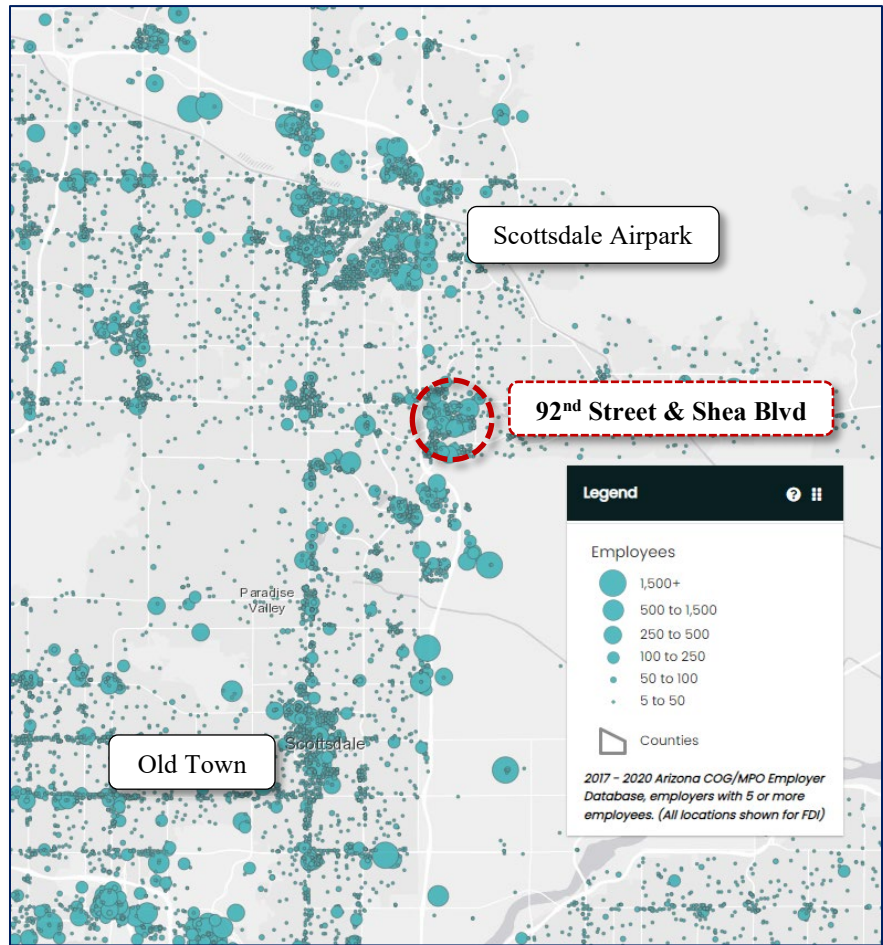 Scottsdale Airpark
92nd Street & Shea Blvd
Legend
?
Employees
1,500+
500 to 1,500
250 to 500
100 to 250
50 to 100
5 to 50
Counties
2017 - 2020 Arizona COG/MPO Employer
Database, employers with 5 or more
employees. (All locations shown for FDI)
Paradise
Valley
Scottsdale
Old Town